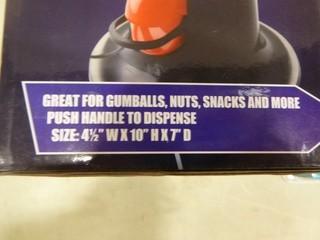 GREAT FOR GUMBALLS, NUTS, SNACKS AND MORE
PUSH HANDLE TO DISPENSE
SIZE: 4½" W X 10" H X 7" D